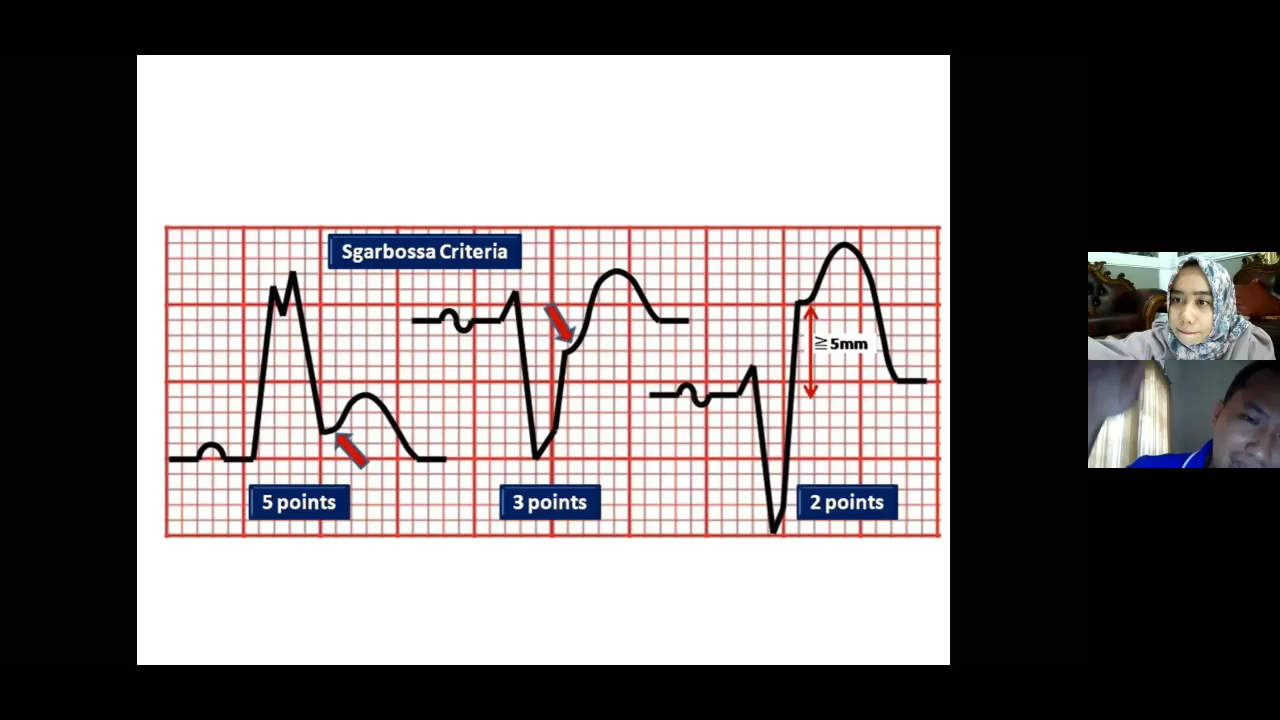 Sgarbossa Criteria
≧ 5mm
5 points
3 points
2 points